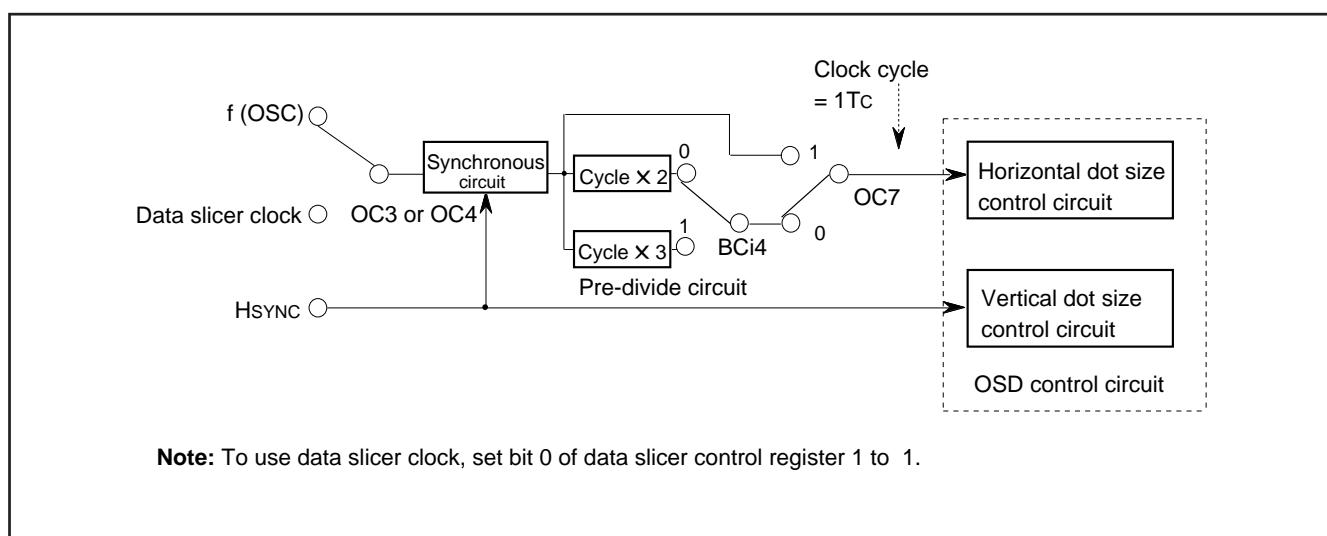 Clock cycle
= 1TC
f (OSC)
Synchronous
circuit
Cycle × 2
0
1
OC7
Horizontal dot size
control circuit
Data slicer clock
OC3 or OC4
Cycle × 3
1
BCi4
0
Pre-divide circuit
HSYNC
Vertical dot size
control circuit
OSD control circuit
Note: To use data slicer clock, set bit 0 of data slicer control register 1 to 1.